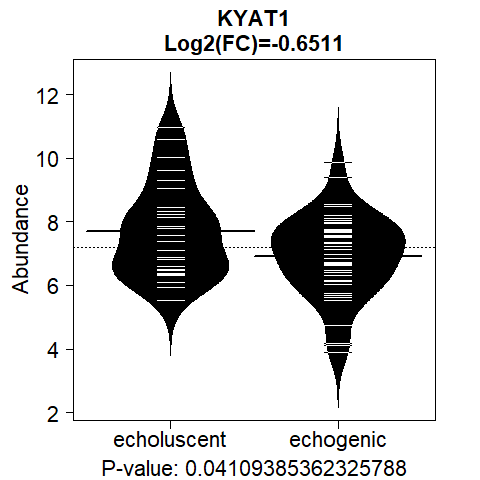 KYAT1
Log2(FC)=-0.6511
Abundance
12
10
8
6
4
2
echoluscent echogenic
P-value: 0.04109385362325788